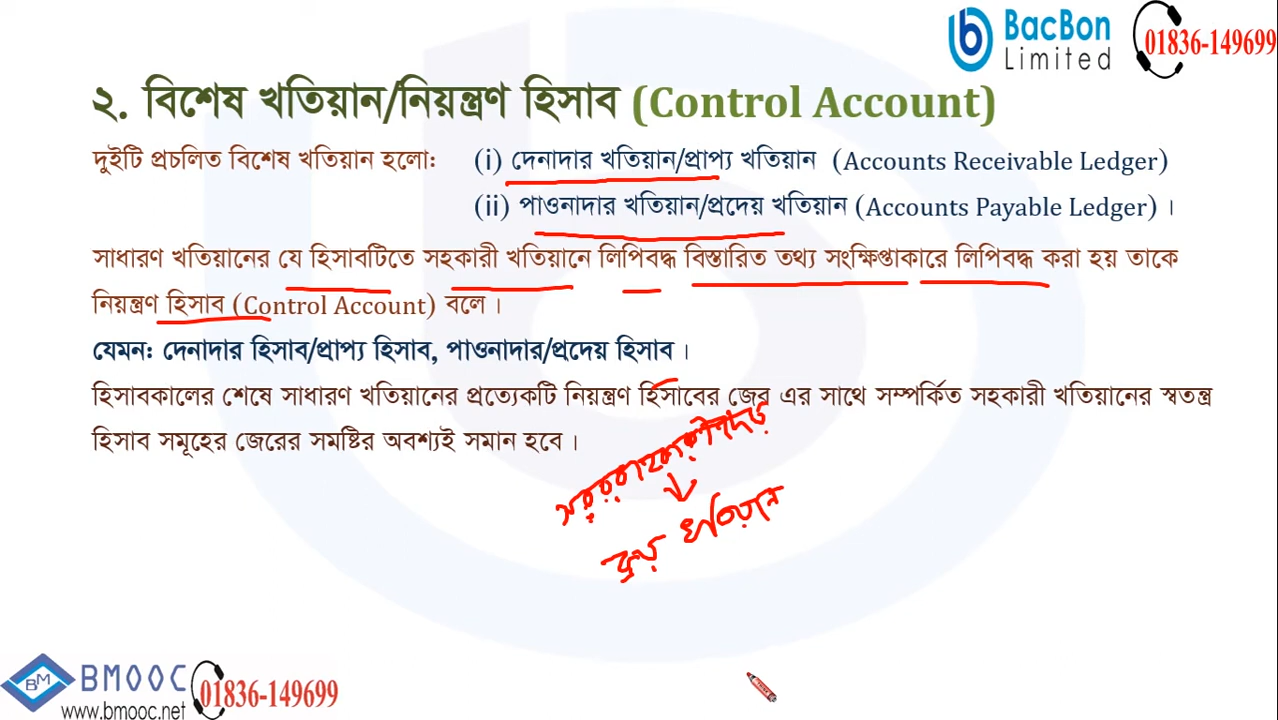 BacBon
Limited
01836-149699
২. বিশেষ খতিয়ান/নিয়ন্ত্রণ হিসাব (Control Account)
দুইটি প্রচলিত বিশেষ খতিয়ান হলো: (i) দেনাদার খতিয়ান/প্রাপ্য খতিয়ান (Accounts Receivable Ledger)
(ii) পাওনাদার খতিয়ান/প্রদেয় খতিয়ান (Accounts Payable Ledger) ।
সাধারণ খতিয়ানের যে হিসাবটিতে সহকারী খতিয়ানে লিপিবদ্ধ বিস্তারিত তথ্য সংক্ষিপ্তাকারে লিপিবদ্ধ করা হয় তাকে
নিয়ন্ত্রণ হিসাব (Control Account) বলে ।
যেমন: দেনাদার হিসাব/প্রাপ্য হিসাব, পাওনাদার/প্রদেয় হিসাব ।
হিসাবকালের শেষে সাধারণ খতিয়ানের প্রত্যেকটি নিয়ন্ত্রণ হিসাবের জের এর সাথে সম্পর্কিত সহকারী খতিয়ানের স্বতন্ত্র
হিসাব সমূহের জেরের সমষ্টির অবশ্যই সমান হবে ।
ক্রয় খতিয়ান
BM BMOOC
01836-149699
www.bmooc.net